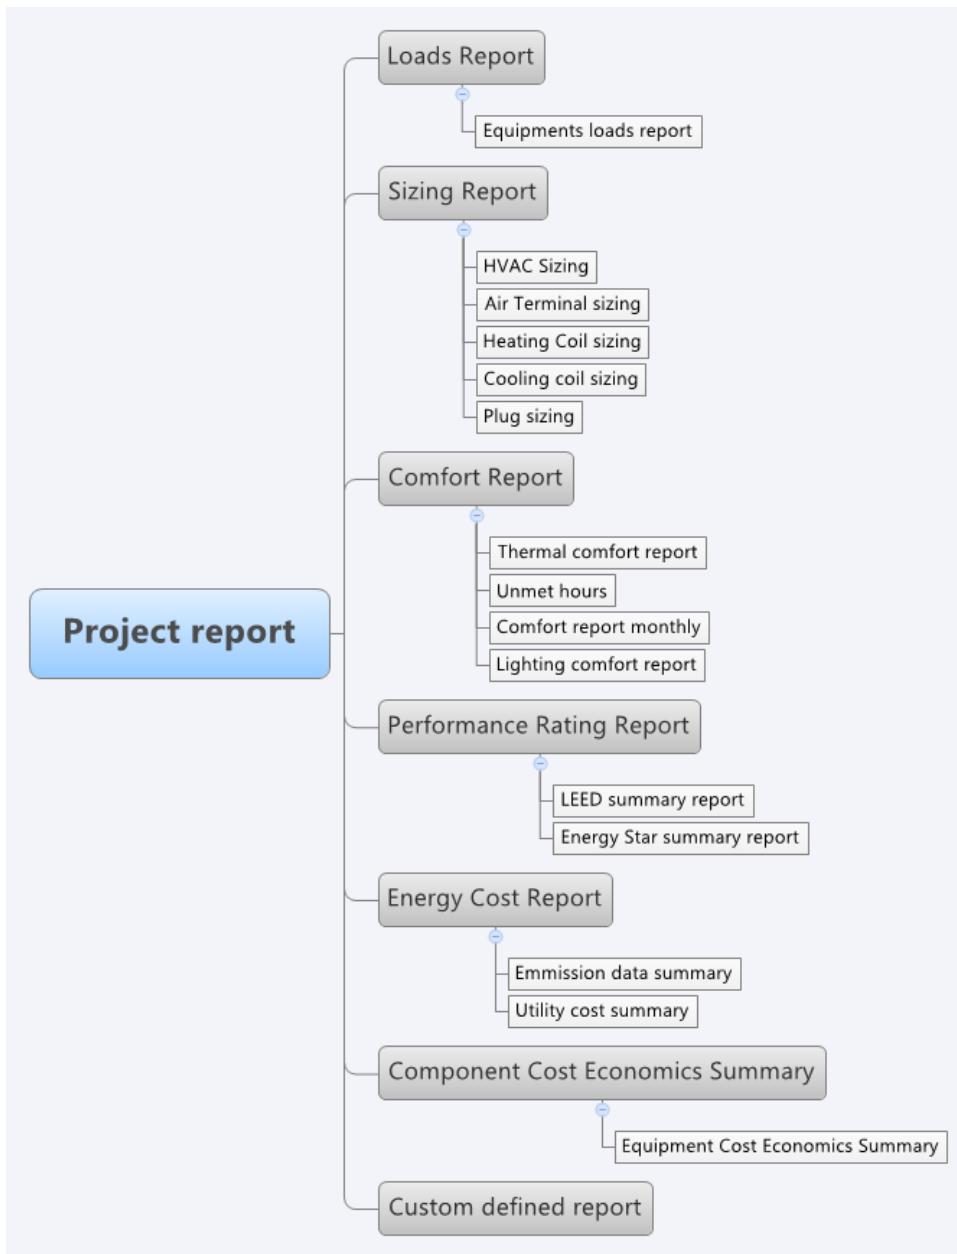 Loads Report
Equipments loads report
Sizing Report
HVAC Sizing
Air Terminal sizing
Heating Coil sizing
Cooling coil sizing
Plug sizing
Comfort Report
Thermal comfort report
Unmet hours
Comfort report monthly
Lighting comfort report
Project report
Performance Rating Report
LEED summary report
Energy Star summary report
Energy Cost Report
Emmission data summary
Utility cost summary
Component Cost Economics Summary
Equipment Cost Economics Summary
Custom defined report